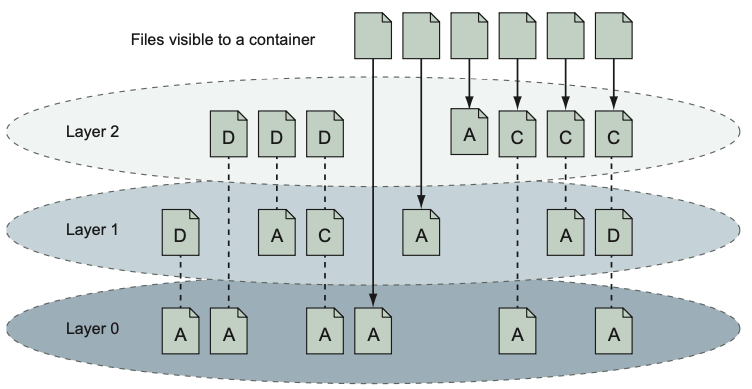 Files visible to a container
Layer 2
D D D A C C C
Layer 1
D A C A A D
Layer 0
A A A A A A